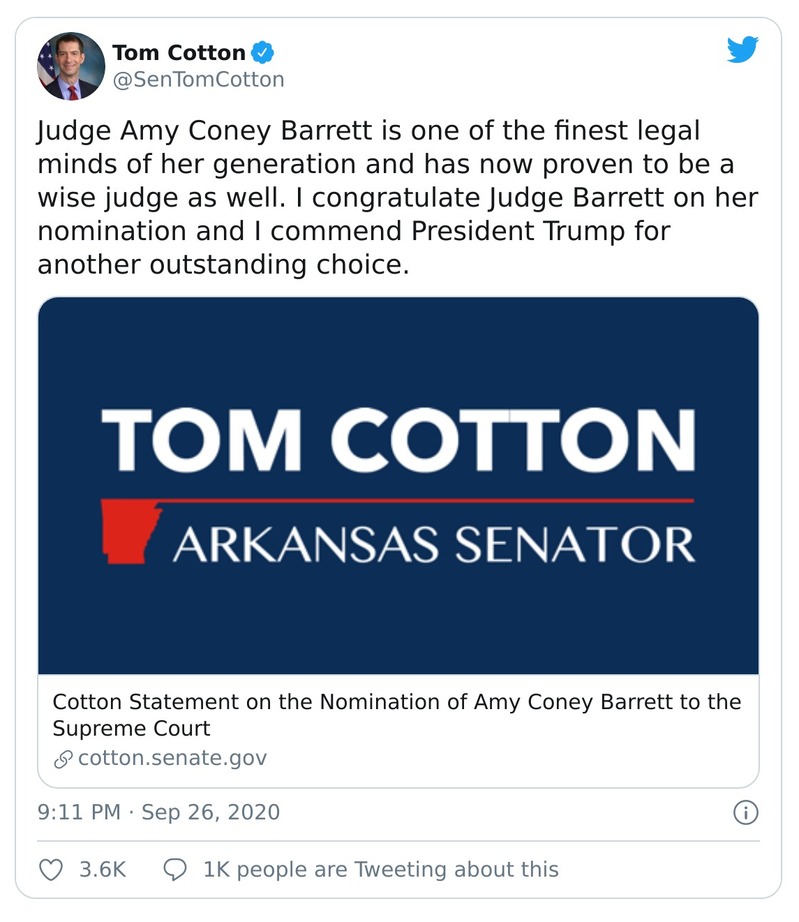 Tom Cotton
@SenTomCotton
Judge Amy Coney Barrett is one of the finest legal
minds of her generation and has now proven to be a
wise judge as well. I congratulate Judge Barrett on her
nomination and I commend President Trump for
another outstanding choice.
TOM COTTON
ARKANSAS SENATOR
Cotton Statement on the Nomination of Amy Coney Barrett to the
Supreme Court
cotton.senate.gov
9:11 PM · Sep 26, 2020
3.6K 1K people are Tweeting about this